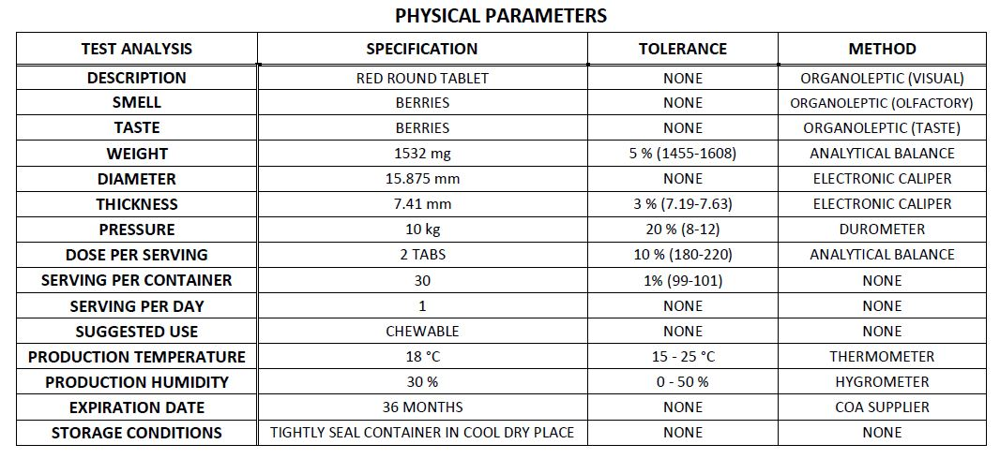 PHYSICAL PARAMETERS
TEST ANALYSIS SPECIFICATION TOLERANCE METHOD
DESCRIPTION RED ROUND TABLET NONE ORGANOLEPTIC (VISUAL)
SMELL BERRIES NONE ORGANOLEPTIC (OLFACTORY)
TASTE BERRIES NONE ORGANOLEPTIC (TASTE)
WEIGHT 1532 mg 5 % (1455-1608) ANALYTICAL BALANCE
DIAMETER 15.875 mm NONE ELECTRONIC CALIPER
THICKNESS 7.41 mm 3 % (7.19-7.63) ELECTRONIC CALIPER
PRESSURE 10 kg 20 % (8-12) DUROMETER
DOSE PER SERVING 2 TABS 10 % (180-220) ANALYTICAL BALANCE
SERVING PER CONTAINER 30 1% (99-101) NONE
SERVING PER DAY 1 NONE NONE
SUGGESTED USE CHEWABLE NONE NONE
PRODUCTION TEMPERATURE 18 °C 15 - 25 °C THERMOMETER
PRODUCTION HUMIDITY 30 % 0 - 50 % HYGROMETER
EXPIRATION DATE 36 MONTHS NONE COA SUPPLIER
STORAGE CONDITIONS TIGHTLY SEAL CONTAINER IN COOL DRY PLACE NONE NONE